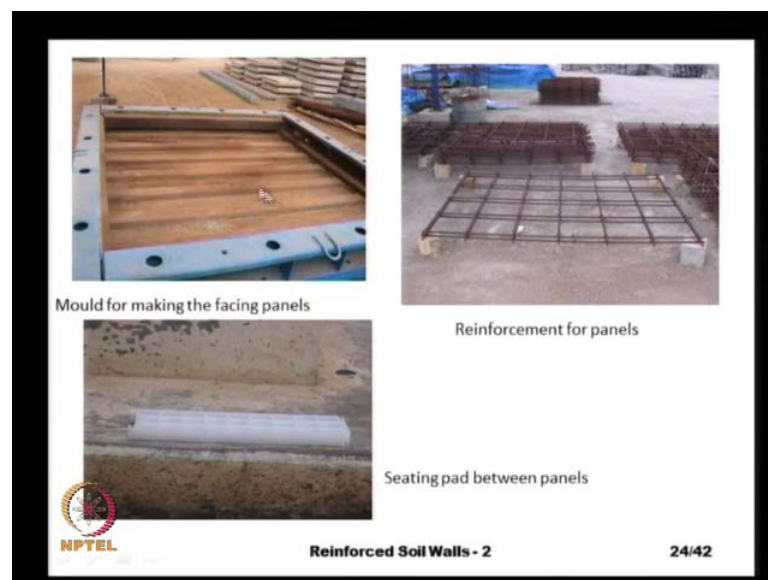 Mould for making the facing panels
Reinforcement for panels
Seating pad between panels
NPTEL
Reinforced Soil Walls - 2
24/42